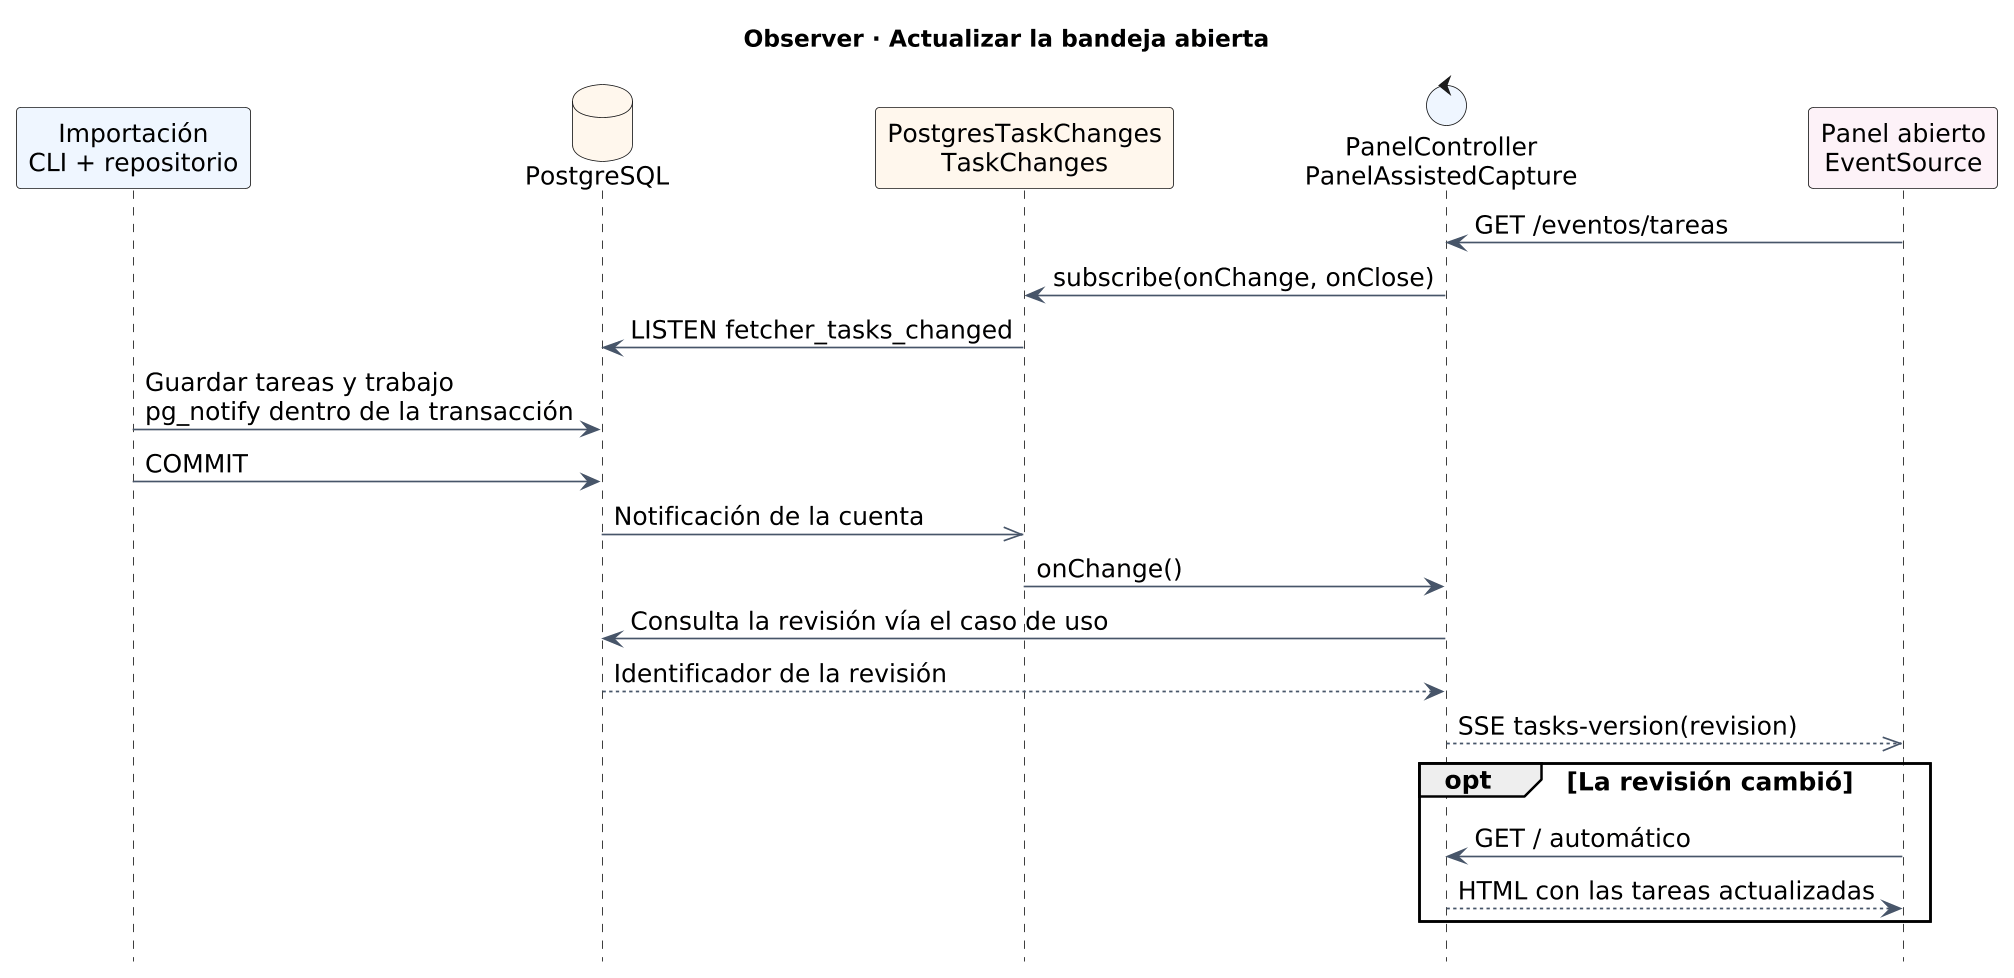 Observer · Actualizar la bandeja abierta
Importación
CLI + repositorio
PostgreSQL
PostgresTaskChanges
TaskChanges
PanelController
PanelAssistedCapture
Panel abierto
EventSource
GET /eventos/tareas
subscribe(onChange, onClose)
LISTEN fetcher_tasks_changed
Guardar tareas y trabajo
pg_notify dentro de la transacción
COMMIT
Notificación de la cuenta
onChange()
Consulta la revisión vía el caso de uso
Identificador de la revisión
SSE tasks-version(revision)
opt [La revisión cambió]
GET / automático
HTML con las tareas actualizadas